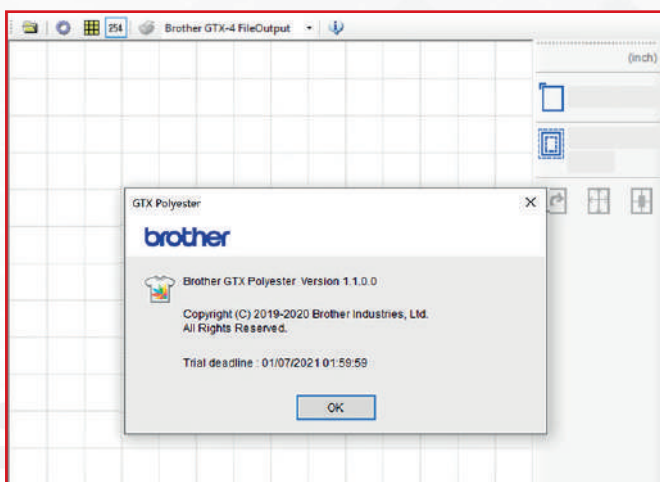 254 Brother GTX-4 FileOutput
(inch)
GTX Polyester
brother
Brother GTX Polyester Version 1.1.0.0
Copyright (C) 2019-2020 Brother Industries, Ltd.
All Rights Reserved.
Trial deadline : 01/07/2021 01:59:59
OK